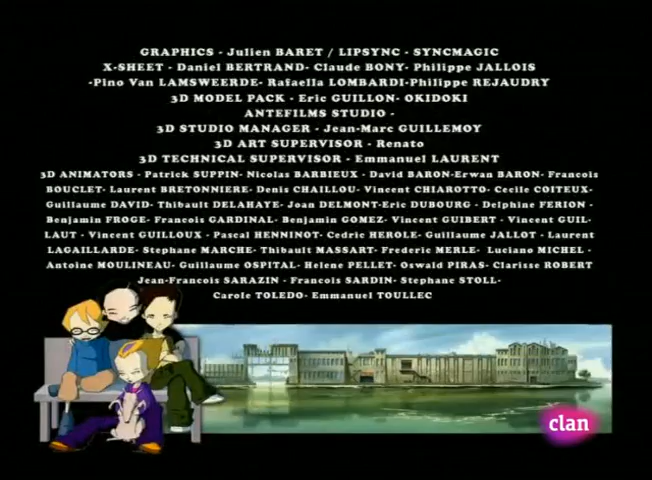 GRAPHICS - Julien BARET / LIPSYNC - SYNCMAGIC
X-SHEET - Daniel BERTRAND- Claude BONY- Philippe JALLOIS
-Pino Van LAMSWEERDE- Rafaella LOMBARDI-Philippe REJAUDRY
3D MODEL PACK - Eric GUILLON- OKIDOKI
ANTEFILMS STUDIO -
3D STUDIO MANAGER - Jean-Marc GUILLEMOY
3D ART SUPERVISOR - Renato
3D TECHNICAL SUPERVISOR - Emmanuel LAURENT
3D ANIMATORS - Patrick SUPPIN- Nicolas BARBIEUX - David BARON-Erwan BARON- Francois
BOUCLET- Laurent BRETONNIERE- Denis CHAILLOU- Vincent CHIAROTTO- Cecile COITEUX-
Guillaume DAVID- Thibault DELAHAYE- Joan DELMONT-Eric DUBOURG - Delphine FERION -
Benjamin FROGE- Francois GARDINAL- Benjamin GOMEZ- Vincent GUIBERT - Vincent GUIL-
LAUT - Vincent GUILLOUX - Pascal HENNINOT- Cedric HEROLE- Guillaume JALLOT - Laurent
LAGAILLARDE- Stephane MARCHE- Thibault MASSART- Frederic MERLE- Luciano MICHEL -
Antoine MOULINEAU- Guillaume OSPITAL- Helene PELLET- Oswald PIRAS- Clarisse ROBERT
Jean-Francois SARAZIN - Francois SARDIN- Stephane STOLL-
Carole TOLEDO- Emmanuel TOULLEC
clan